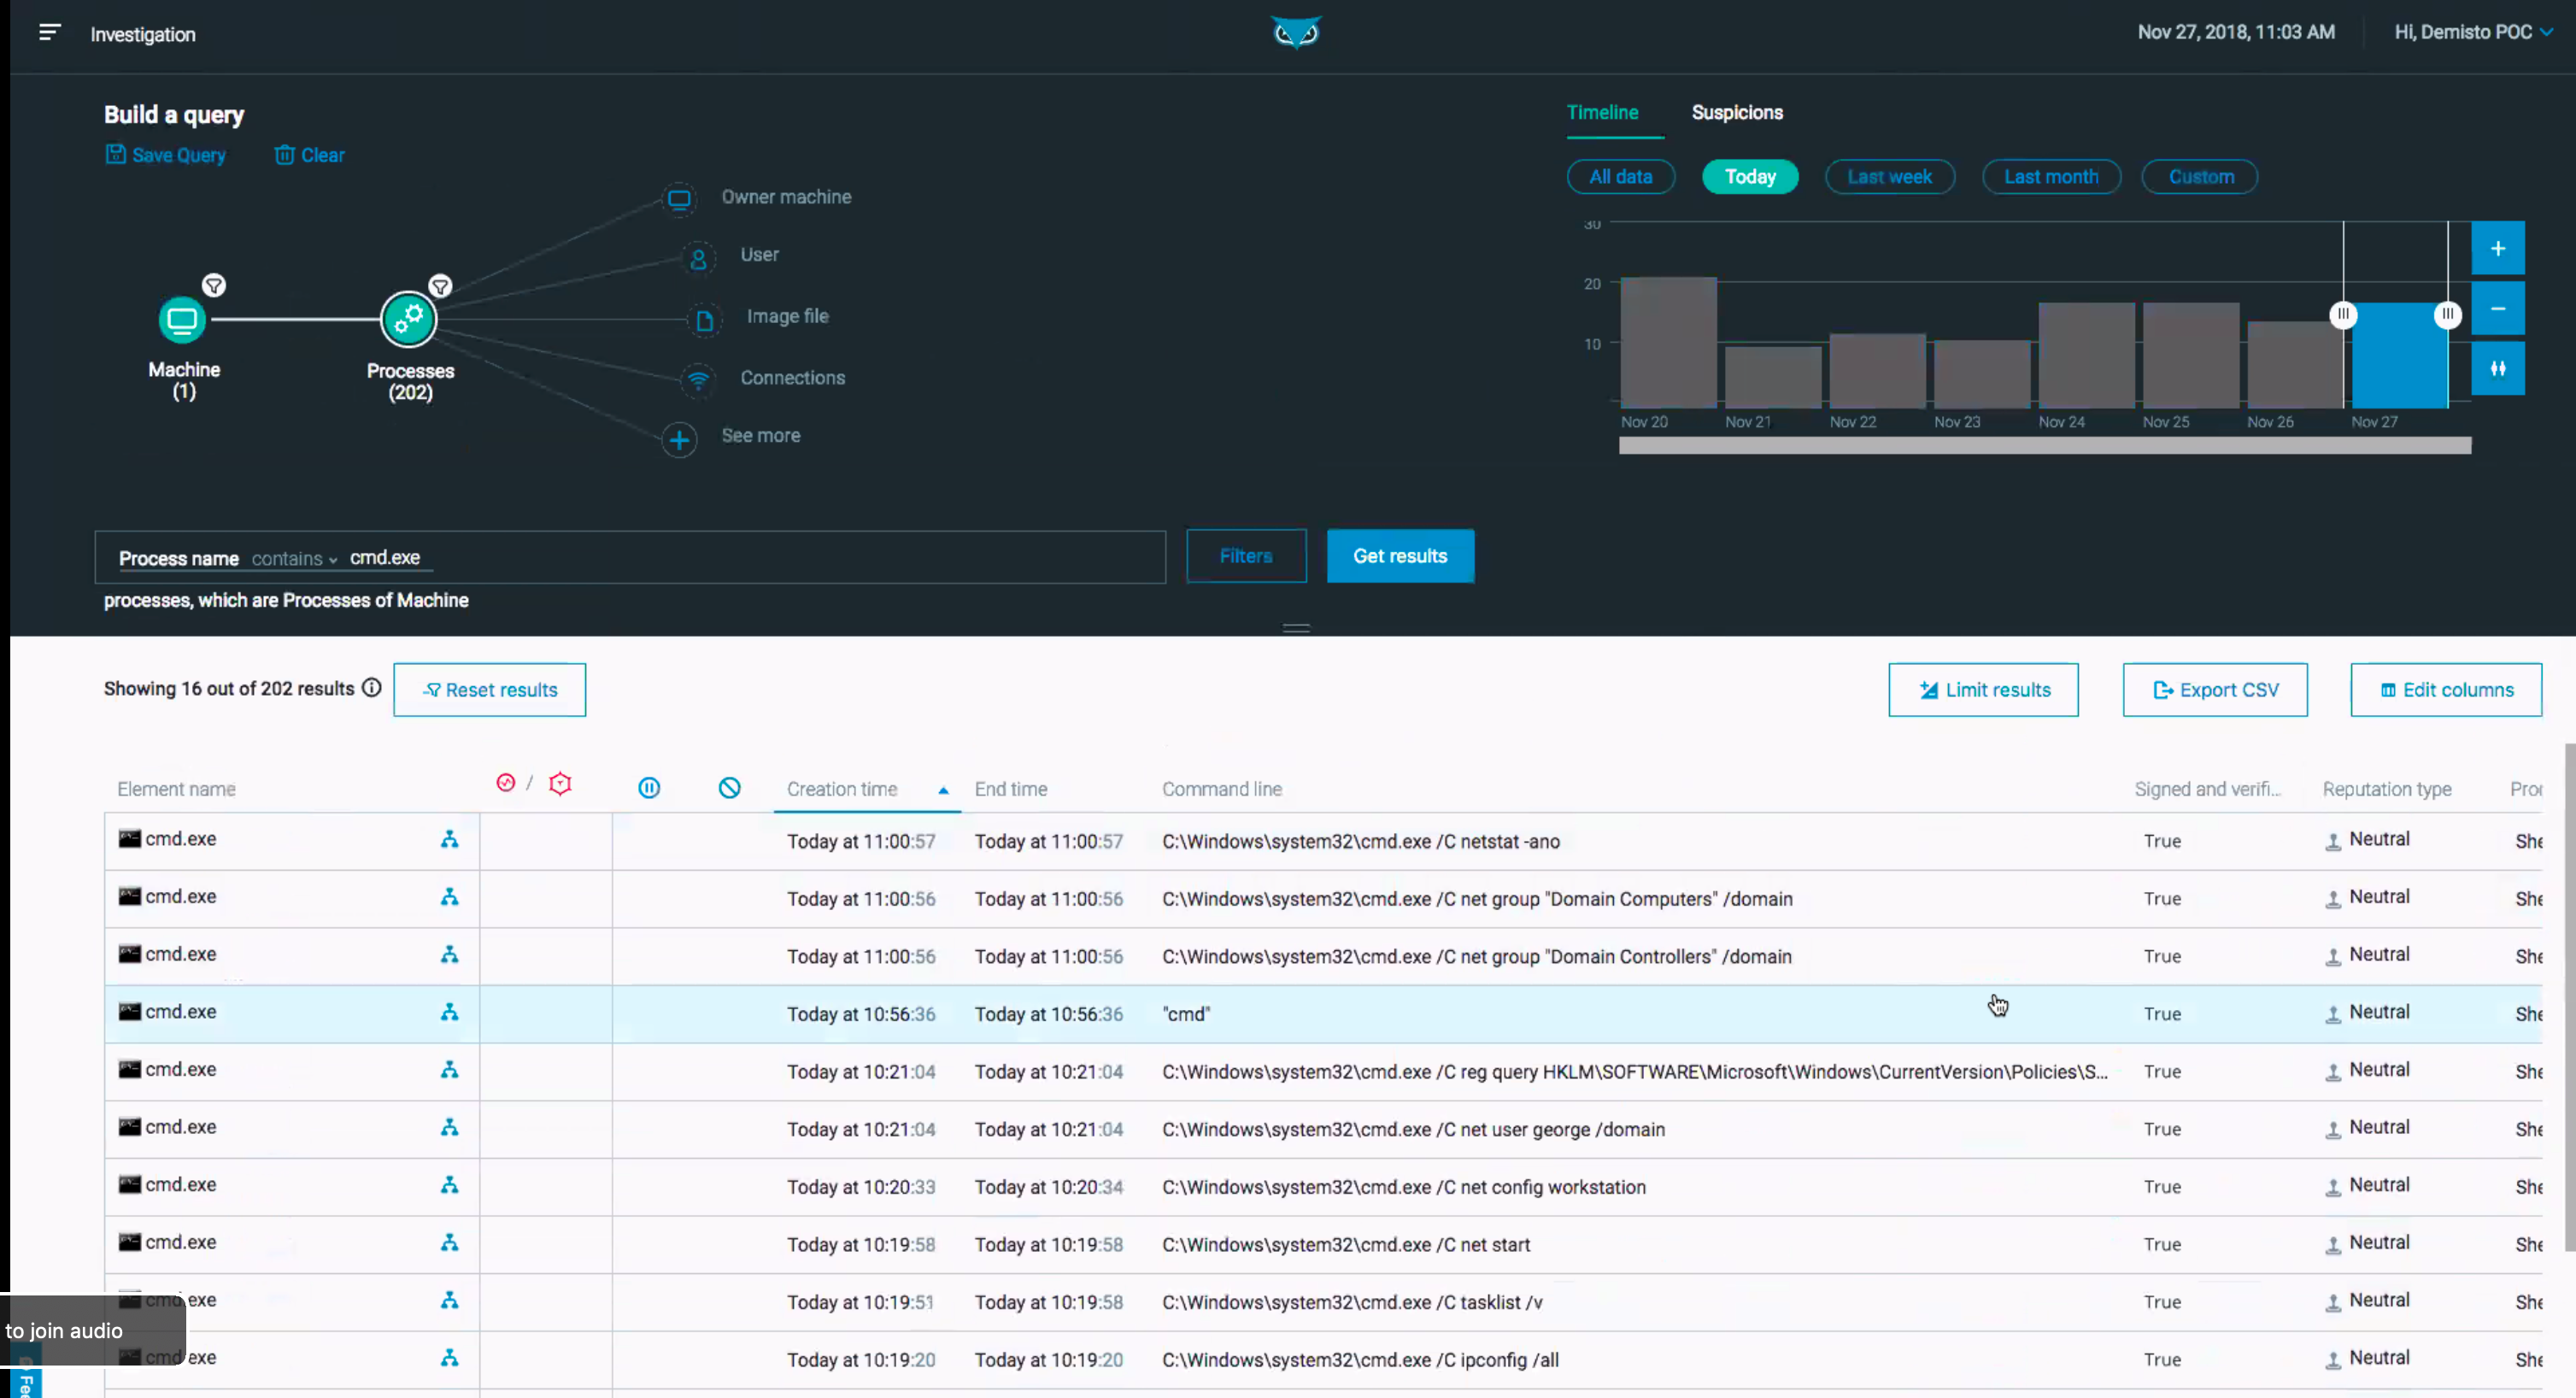 Investigation
Nov 27, 2018, 11:03 AM
Hi, Demisto POC
Build a query
Save Query Clear
Timeline Suspicions
All data Today Last week Last month Custom
Owner machine
User
Image file
Connections
See more
Machine
(1)
Processes
(202)
30
20
10
Nov 20 Nov 21 Nov 22 Nov 23 Nov 24 Nov 25 Nov 26 Nov 27
Process name contains cmd.exe
Filters
Get results
processes, which are Processes of Machine
Showing 16 out of 202 results
Reset results
Limit results
Export CSV
Edit columns
Element name / Creation time End time Command line Signed and verifi... Reputation type
cmd.exe Today at 11:00:57 Today at 11:00:57 C:\Windows\system32\cmd.exe /C netstat -ano True Neutral She
cmd.exe Today at 11:00:56 Today at 11:00:56 C:\Windows\system32\cmd.exe /C net group "Domain Computers" /domain True Neutral She
cmd.exe Today at 11:00:56 Today at 11:00:56 C:\Windows\system32\cmd.exe /C net group "Domain Controllers" /domain True Neutral She
cmd.exe Today at 10:56:36 Today at 10:56:36 "cmd" True Neutral She
cmd.exe Today at 10:21:04 Today at 10:21:04 C:\Windows\system32\cmd.exe /C reg query HKLM\SOFTWARE\Microsoft\Windows\CurrentVersion\Policies\S... True Neutral She
cmd.exe Today at 10:21:04 Today at 10:21:04 C:\Windows\system32\cmd.exe /C net user george /domain True Neutral She
cmd.exe Today at 10:20:33 Today at 10:20:34 C:\Windows\system32\cmd.exe /C net config workstation True Neutral She
cmd.exe Today at 10:19:58 Today at 10:19:58 C:\Windows\system32\cmd.exe /C net start True Neutral She
cmd.exe Today at 10:19:51 Today at 10:19:58 C:\Windows\system32\cmd.exe /C tasklist /v True Neutral She
to join audio
cmd.exe Today at 10:19:20 Today at 10:19:20 C:\Windows\system32\cmd.exe /C ipconfig /all True Neutral She
Fee